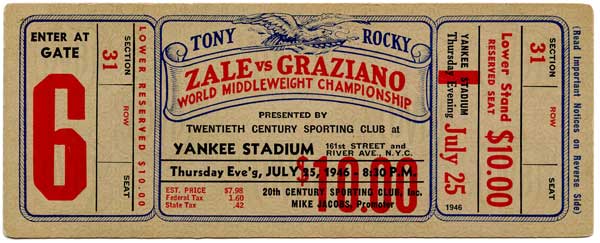 ENTER AT
GATE
6
SECTION
31
ROW
SEAT
LOWER RESERVED $10.00
TONY ROCKY
ZALE vs GRAZIANO
WORLD MIDDLEWEIGHT CHAMPIONSHIP
PRESENTED BY
TWENTIETH CENTURY SPORTING CLUB at
YANKEE STADIUM 161st STREET and
RIVER AVE., N.Y.C.
Thursday Eve'g, JULY 25, 1946 - 8:30 P.M.
$10.00
EST. PRICE $7.98
Federal Tax 1.60
State Tax .42
20th CENTURY SPORTING CLUB, Inc.
MIKE JACOBS, Promoter
YANKEE STADIUM
Thursday Evening
July 25
1946
Lower Stand
RESERVED SEAT
$10.00
SECTION
31
ROW
SEAT
(Read Important Notices on Reverse Side)